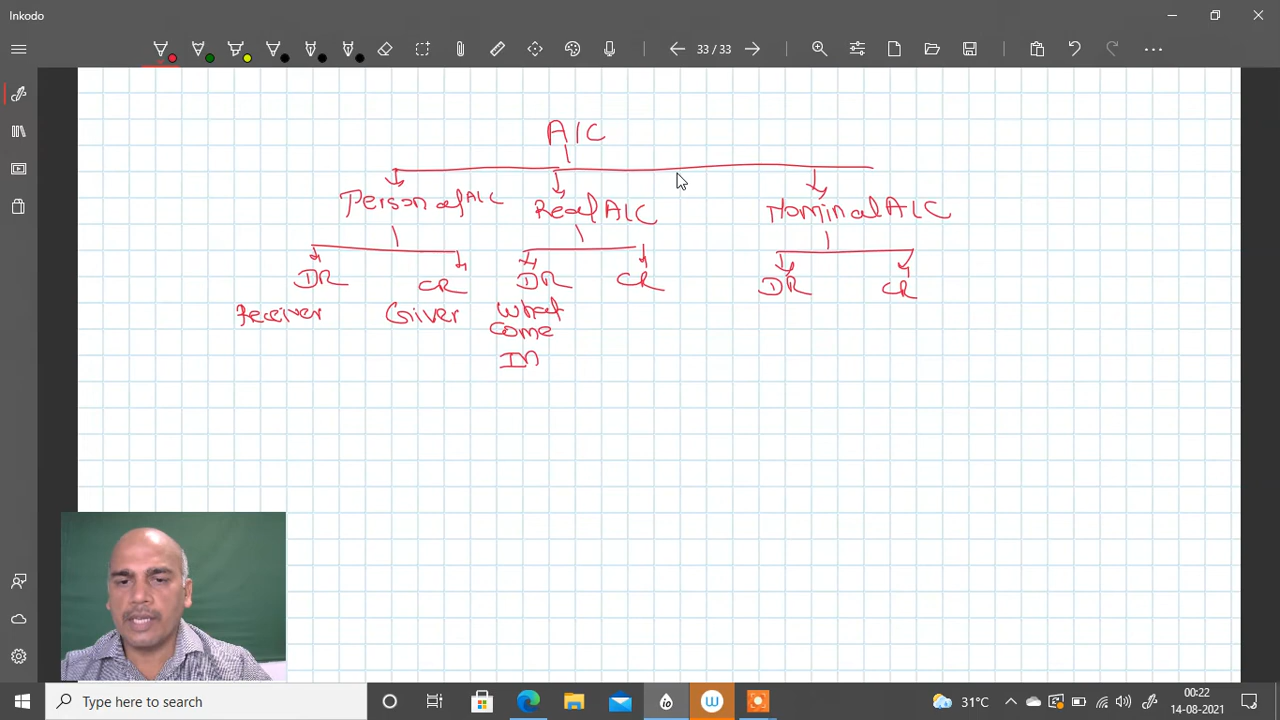 Inkodo
33 / 33
A/C
Personal A/C Real A/C Nominal A/C
DR CR DR CR DR CR
Receiver Giver What
Come
In
Type here to search
31°C
00:22
14-08-2021